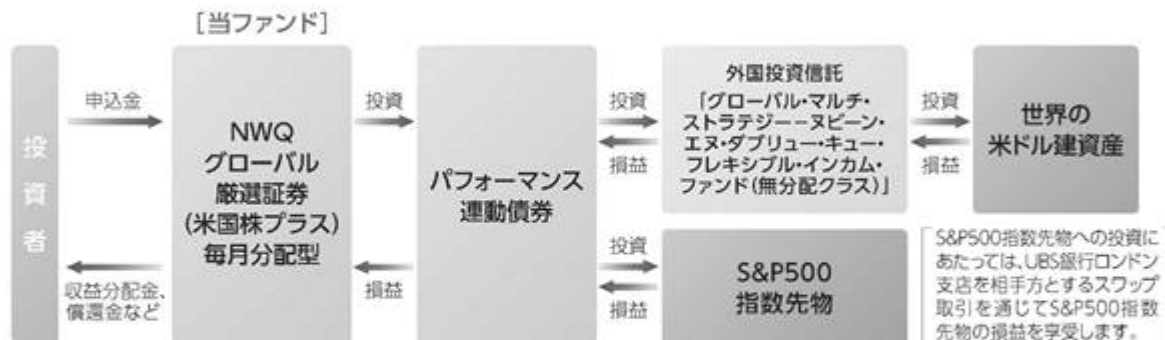 [当ファンド]
投資者
申込金
収益分配金、
償還金など
NWQ
グローバル
厳選証券
(米国株プラス)
毎月分配型
投資
損益
パフォーマンス
連動債券
投資
損益
外国投資信託
「グローバル・マルチ・
ストラテジー－ヌビーン・
エヌ・ダブリュー・キュー・
フレキシブル・インカム・
ファンド(無分配クラス)」
投資
損益
世界の
米ドル建資産
投資
損益
S&P500
指数先物
S&P500指数先物への投資に
あたっては、UBS銀行ロンドン
支店を相手方とするスワップ
取引を通じてS&P500指数
先物の損益を享受します。